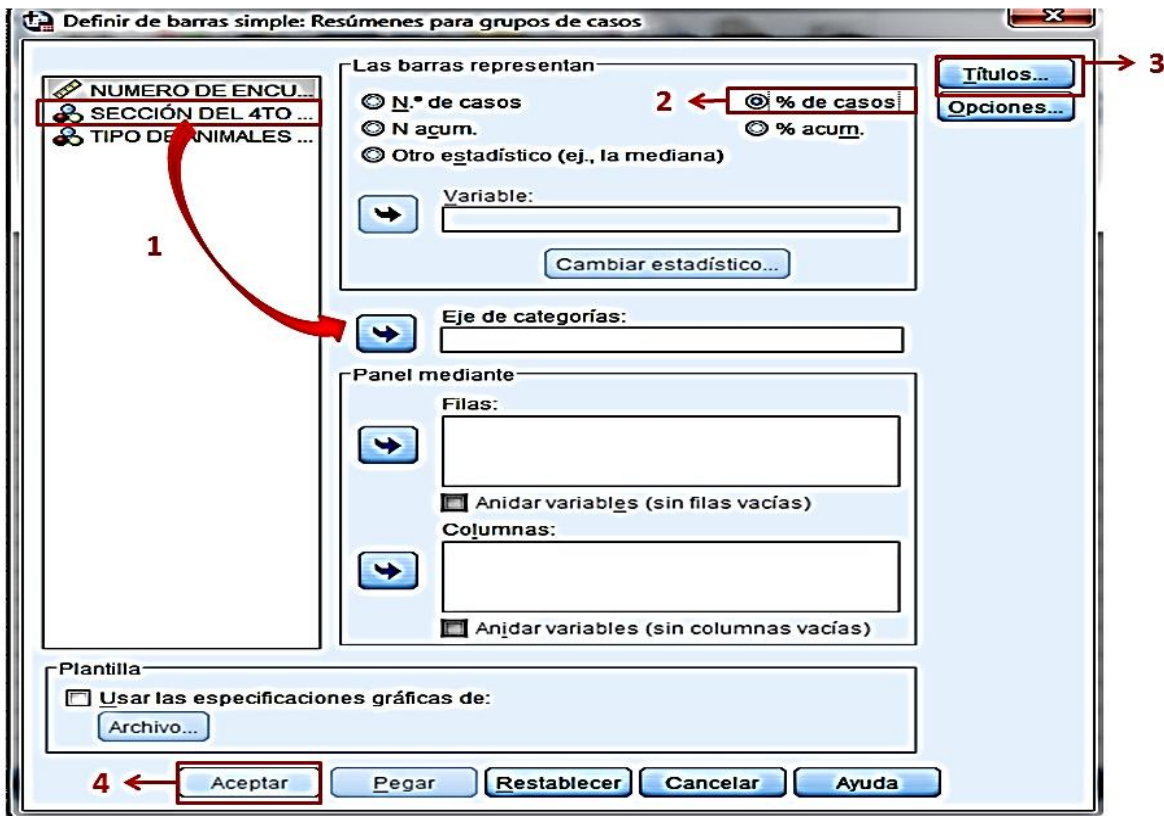 Definir de barras simple: Resúmenes para grupos de casos
NUMERO DE ENCU...
SECCIÓN DEL 4TO ...
TIPO DE ANIMALES ...
1
Las barras representan
N.º de casos
2
% de casos
N acum.
% acum.
Otro estadístico (ej., la mediana)
Variable:
Cambiar estadístico...
Eje de categorías:
Panel mediante
Filas:
Anidar variables (sin filas vacías)
Columnas:
Anidar variables (sin columnas vacías)
Títulos...
3
Opciones...
Plantilla
Usar las especificaciones gráficas de:
Archivo...
4
Aceptar
Pegar
Restablecer
Cancelar
Ayuda